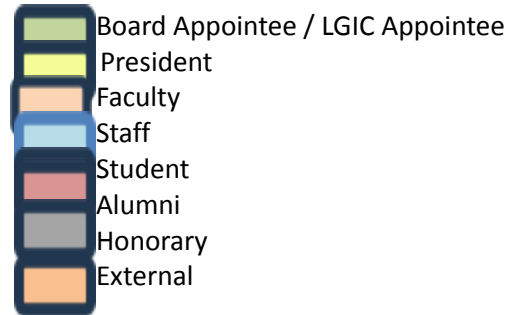 Board Appointee / LGIC Appointee
President
Faculty
Staff
Student
Alumni
Honorary
External